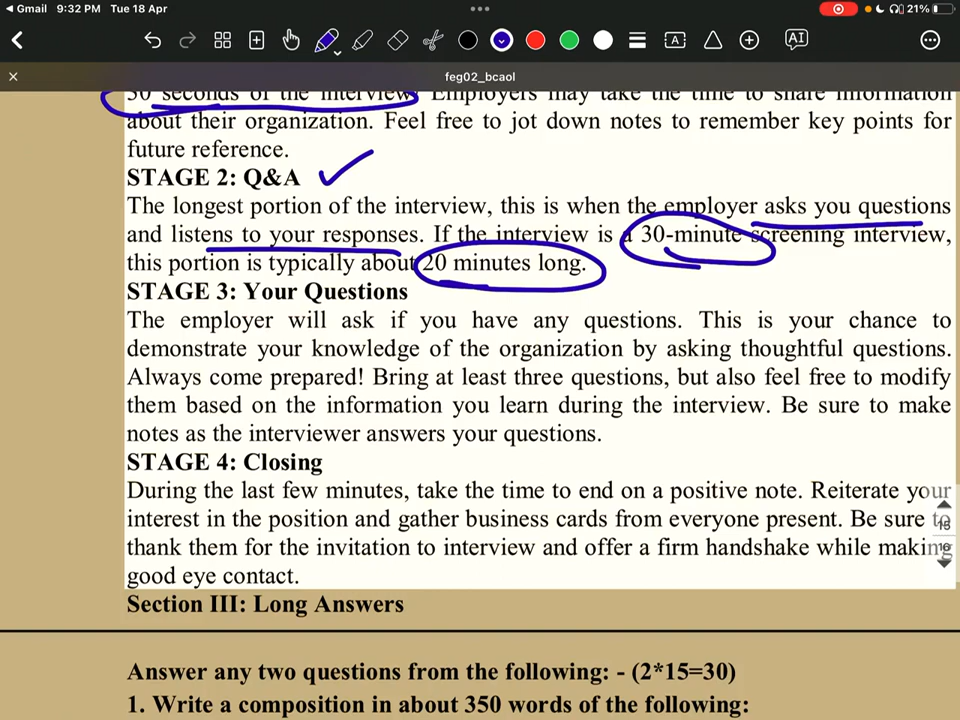 Gmail 9:32 PM Tue 18 Apr 21%
A AI
feg02_bcaol
30 seconds of the interview. Employers may take the time to share information
about their organization. Feel free to jot down notes to remember key points for
future reference.
STAGE 2: Q&A
The longest portion of the interview, this is when the employer asks you questions
and listens to your responses. If the interview is a 30-minute screening interview,
this portion is typically about 20 minutes long.
STAGE 3: Your Questions
The employer will ask if you have any questions. This is your chance to
demonstrate your knowledge of the organization by asking thoughtful questions.
Always come prepared! Bring at least three questions, but also feel free to modify
them based on the information you learn during the interview. Be sure to make
notes as the interviewer answers your questions.
STAGE 4: Closing
During the last few minutes, take the time to end on a positive note. Reiterate your
interest in the position and gather business cards from everyone present. Be sure to
thank them for the invitation to interview and offer a firm handshake while making
good eye contact.
15
16
Section III: Long Answers
Answer any two questions from the following: - (2*15=30)
1. Write a composition in about 350 words of the following: